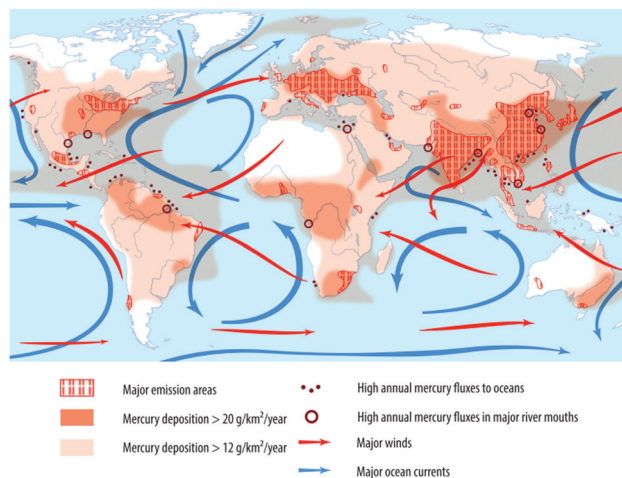 Major emission areas
Mercury deposition > 20 g/km²/year
Mercury deposition > 12 g/km²/year
High annual mercury fluxes to oceans
High annual mercury fluxes in major river mouths
Major winds
Major ocean currents